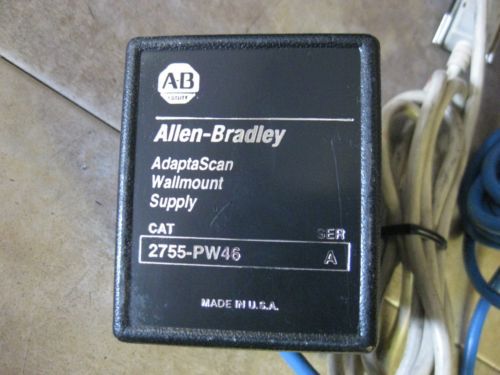 AB
Allen-Bradley
AdaptaScan
Wallmount
Supply
CAT SER
2755-PW46 A
MADE IN U.S.A.